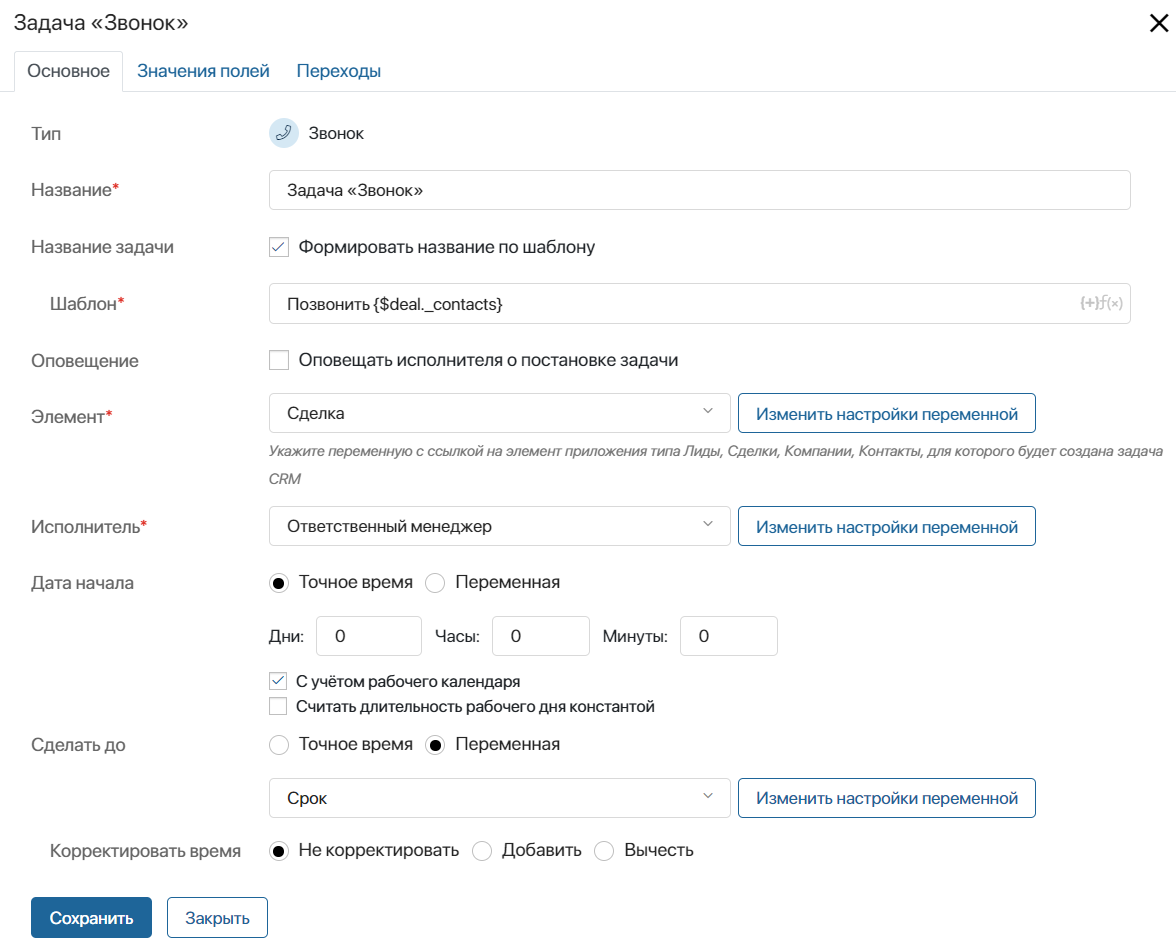 Задача «Звонок»
Основное Значения полей Переходы
Тип Звонок
Название* Задача «Звонок»
Название задачи Формировать название по шаблону
Шаблон* Позвонить {$deal._contacts} {+}ƒ(×)
Оповещение Оповещать исполнителя о постановке задачи
Элемент* Сделка Изменить настройки переменной
Укажите переменную с ссылкой на элемент приложения типа Лиды, Сделки, Компании, Контакты, для которого будет создана задача
CRM
Исполнитель* Ответственный менеджер Изменить настройки переменной
Дата начала Точное время Переменная
Дни: 0 Часы: 0 Минуты: 0
С учётом рабочего календаря
Считать длительность рабочего дня константой
Сделать до Точное время Переменная
Срок Изменить настройки переменной
Корректировать время Не корректировать Добавить Вычесть
Сохранить Закрыть